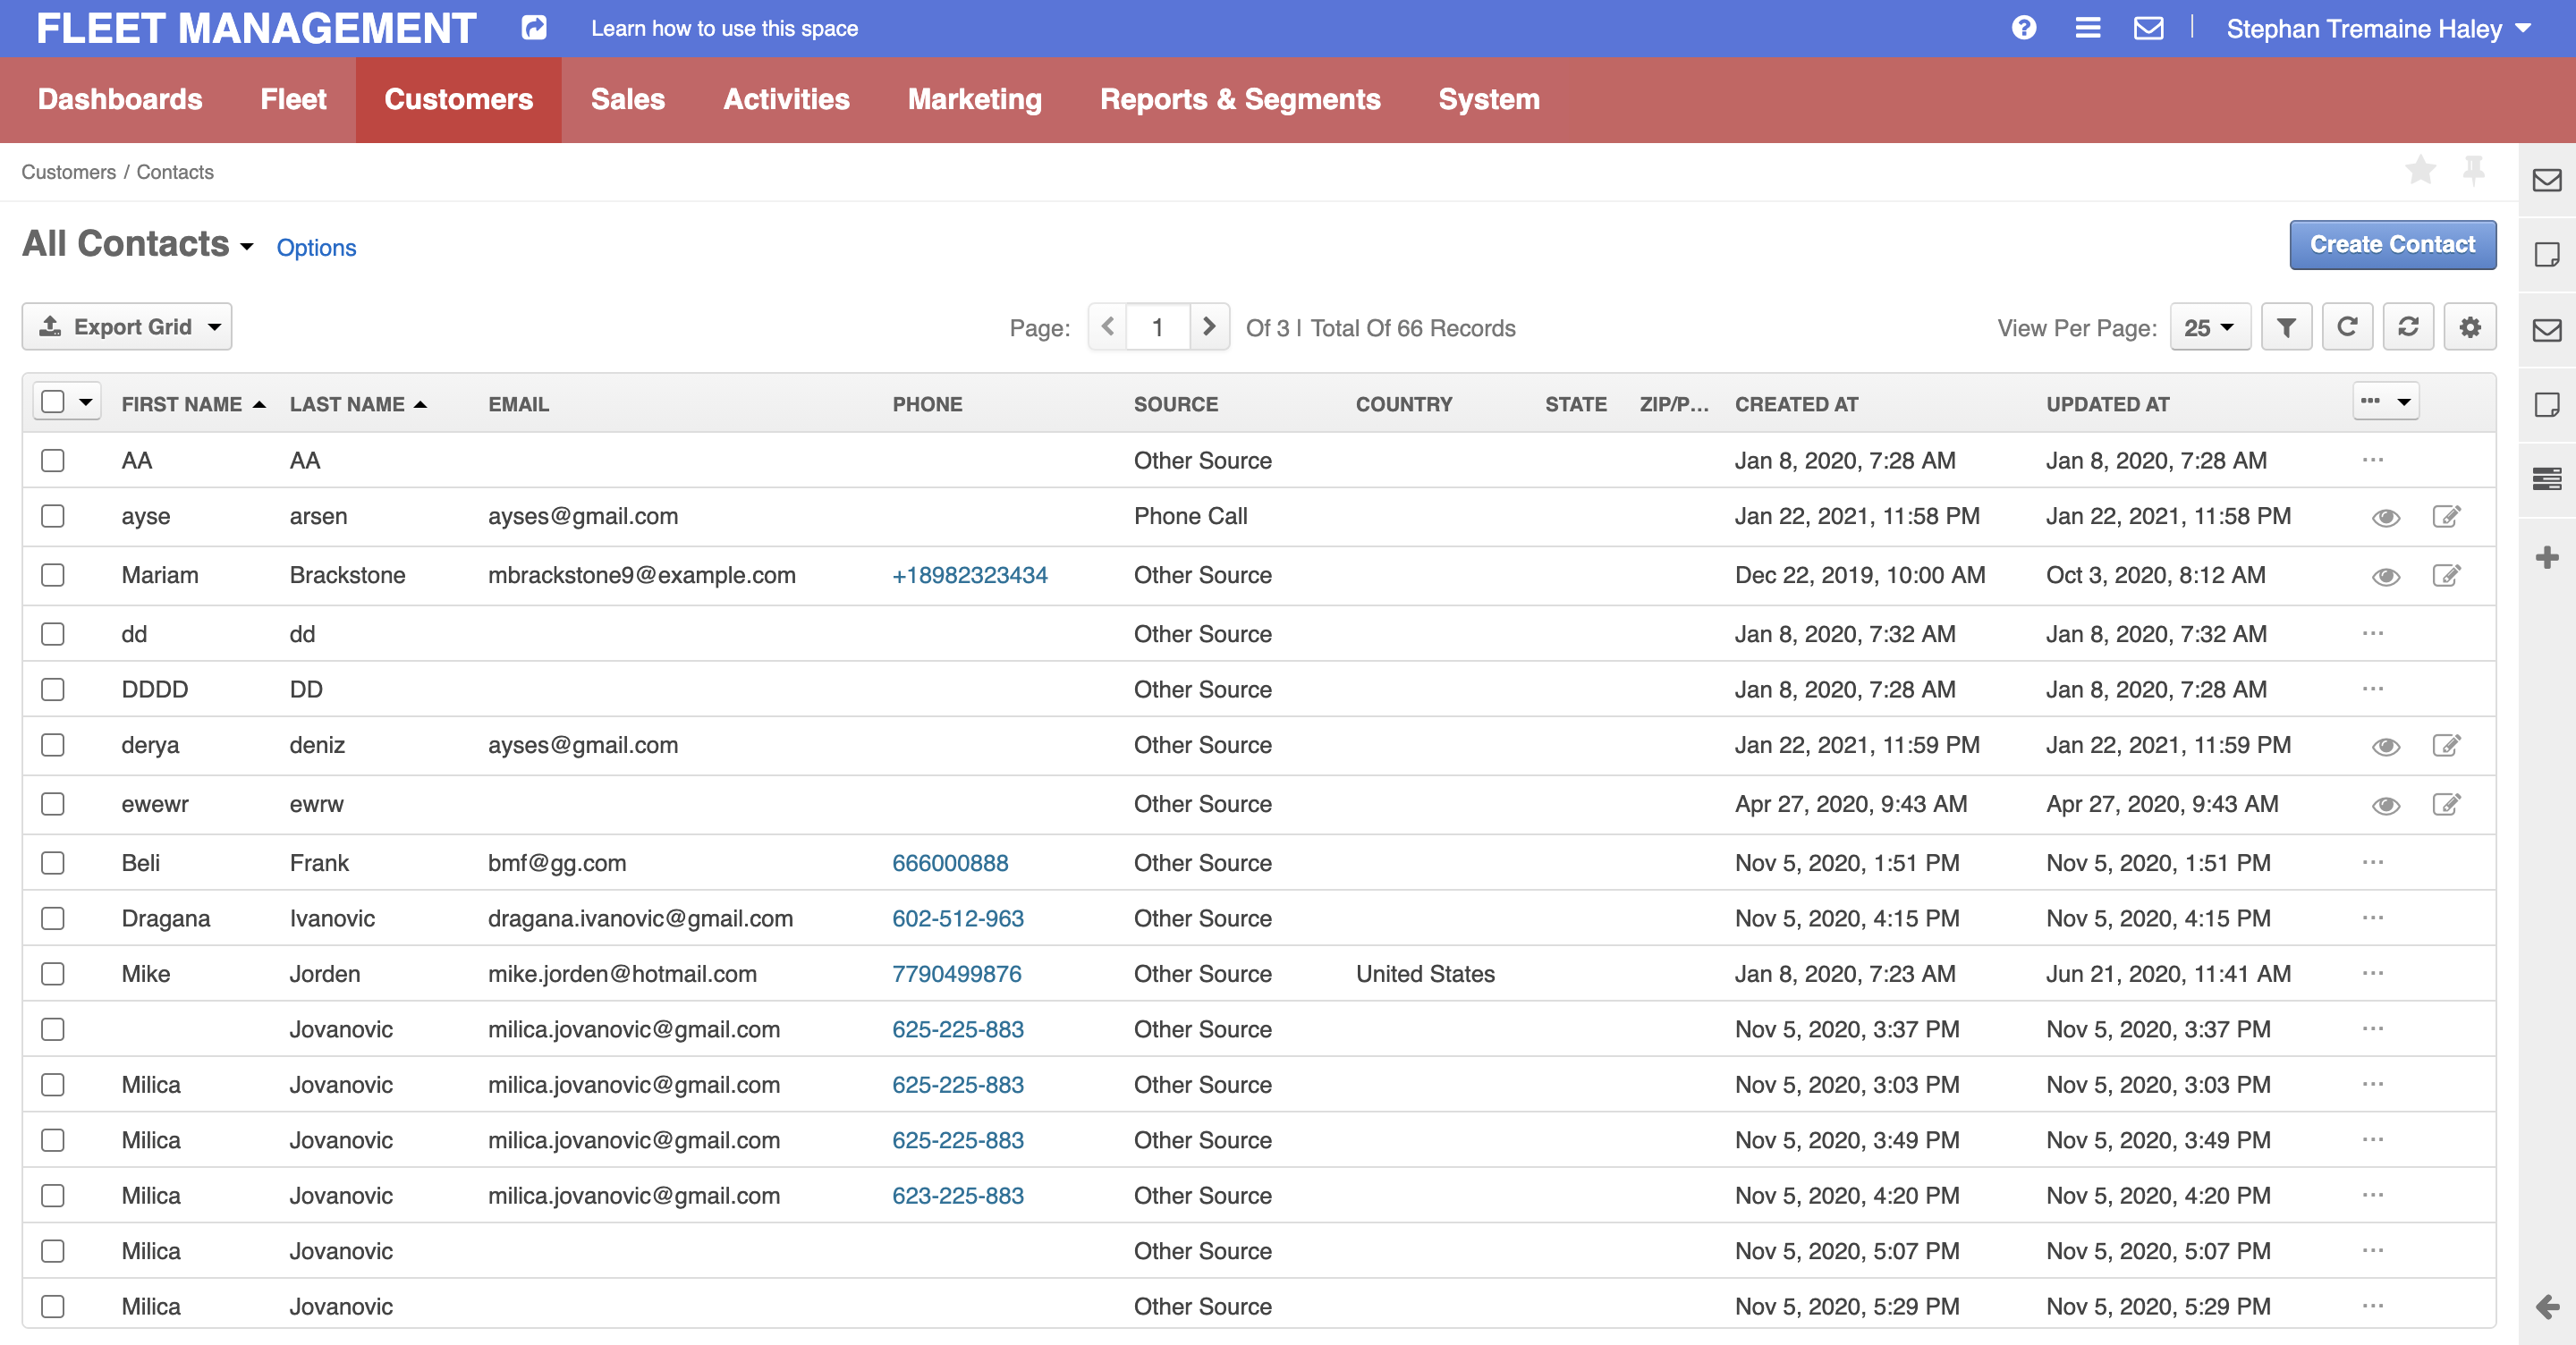 FLEET MANAGEMENT Learn how to use this space Stephan Tremaine Haley
Dashboards Fleet Customers Sales Activities Marketing Reports & Segments System
Customers / Contacts
All Contacts Options Create Contact
Export Grid Page: 1 Of 3 | Total Of 66 Records View Per Page: 25
FIRST NAME LAST NAME EMAIL PHONE SOURCE COUNTRY STATE ZIP/P... CREATED AT UPDATED AT
AA AA Other Source Jan 8, 2020, 7:28 AM Jan 8, 2020, 7:28 AM
ayse arsen ayses@gmail.com Phone Call Jan 22, 2021, 11:58 PM Jan 22, 2021, 11:58 PM
Mariam Brackstone mbrackstone9@example.com +18982323434 Other Source Dec 22, 2019, 10:00 AM Oct 3, 2020, 8:12 AM
dd dd Other Source Jan 8, 2020, 7:32 AM Jan 8, 2020, 7:32 AM
DDDD DD Other Source Jan 8, 2020, 7:28 AM Jan 8, 2020, 7:28 AM
derya deniz ayses@gmail.com Other Source Jan 22, 2021, 11:59 PM Jan 22, 2021, 11:59 PM
ewewr ewrw Other Source Apr 27, 2020, 9:43 AM Apr 27, 2020, 9:43 AM
Beli Frank bmf@gg.com 666000888 Other Source Nov 5, 2020, 1:51 PM Nov 5, 2020, 1:51 PM
Dragana Ivanovic dragana.ivanovic@gmail.com 602-512-963 Other Source Nov 5, 2020, 4:15 PM Nov 5, 2020, 4:15 PM
Mike Jorden mike.jorden@hotmail.com 7790499876 Other Source United States Jan 8, 2020, 7:23 AM Jun 21, 2020, 11:41 AM
Jovanovic milica.jovanovic@gmail.com 625-225-883 Other Source Nov 5, 2020, 3:37 PM Nov 5, 2020, 3:37 PM
Milica Jovanovic milica.jovanovic@gmail.com 625-225-883 Other Source Nov 5, 2020, 3:03 PM Nov 5, 2020, 3:03 PM
Milica Jovanovic milica.jovanovic@gmail.com 625-225-883 Other Source Nov 5, 2020, 3:49 PM Nov 5, 2020, 3:49 PM
Milica Jovanovic milica.jovanovic@gmail.com 623-225-883 Other Source Nov 5, 2020, 4:20 PM Nov 5, 2020, 4:20 PM
Milica Jovanovic Other Source Nov 5, 2020, 5:07 PM Nov 5, 2020, 5:07 PM
Milica Jovanovic Other Source Nov 5, 2020, 5:29 PM Nov 5, 2020, 5:29 PM